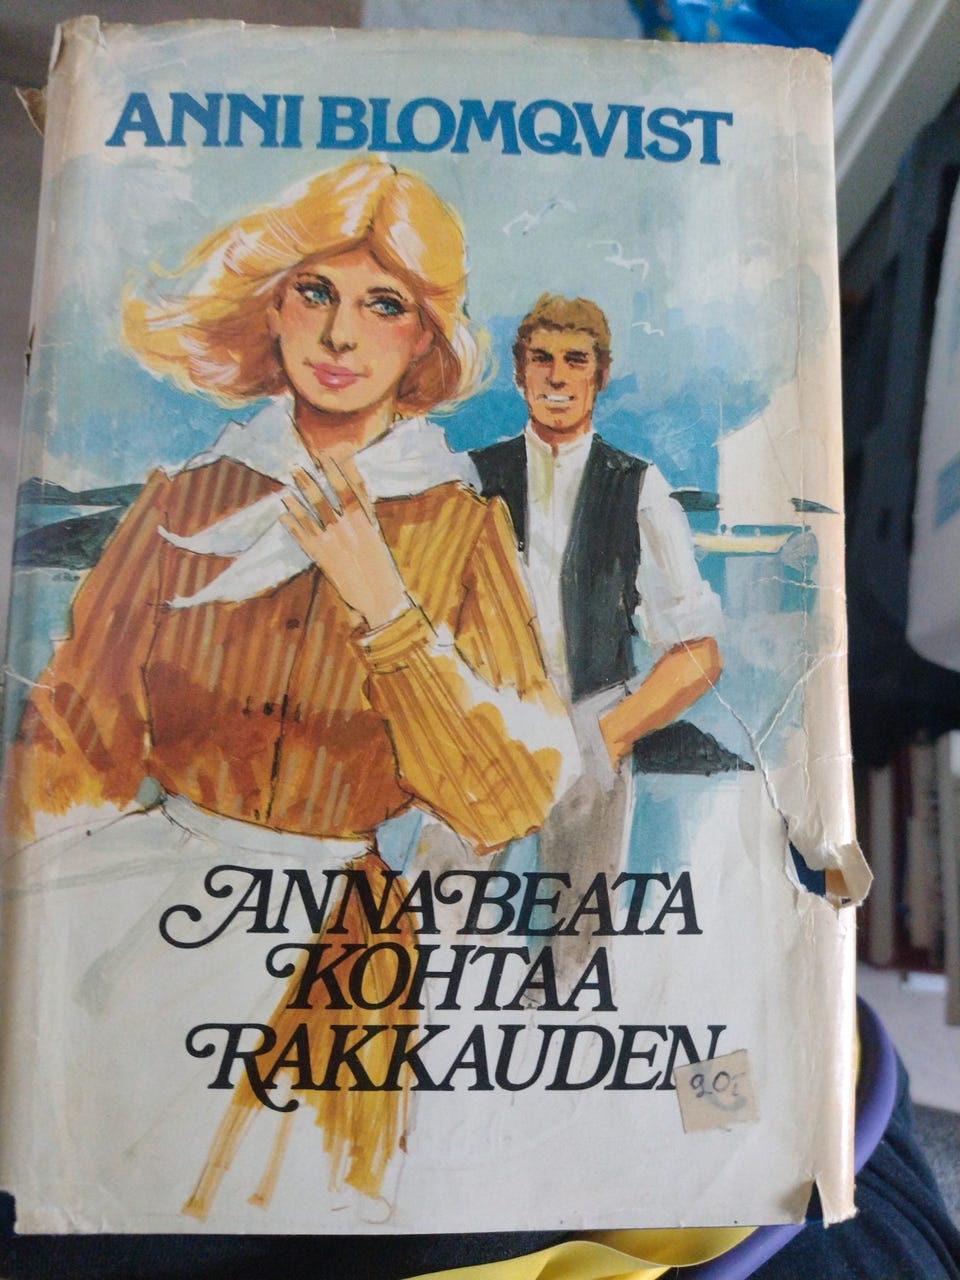 ANNI BLOMQVIST
ANNA BEATA
KOHTAA
RAKKAUDEN